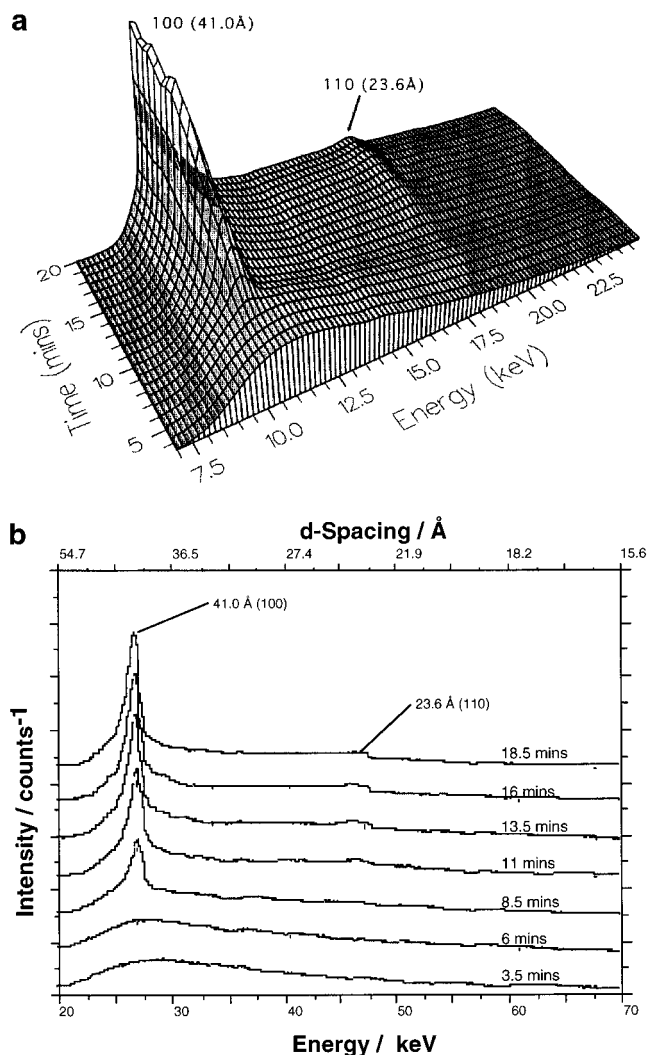 a
100 (41.0Å)
110 (23.6Å)
20
15
10
5
Time (mins)
7.5
10.0
12.5
15.0
17.5
20.0
22.5
Energy (keV)
b
d-Spacing / Å
54.7 36.5 27.4 21.9 18.2 15.6
41.0 Å (100)
23.6 Å (110)
18.5 mins
16 mins
13.5 mins
11 mins
8.5 mins
6 mins
3.5 mins
Intensity / counts-1
20 30 40 50 60 70
Energy / keV